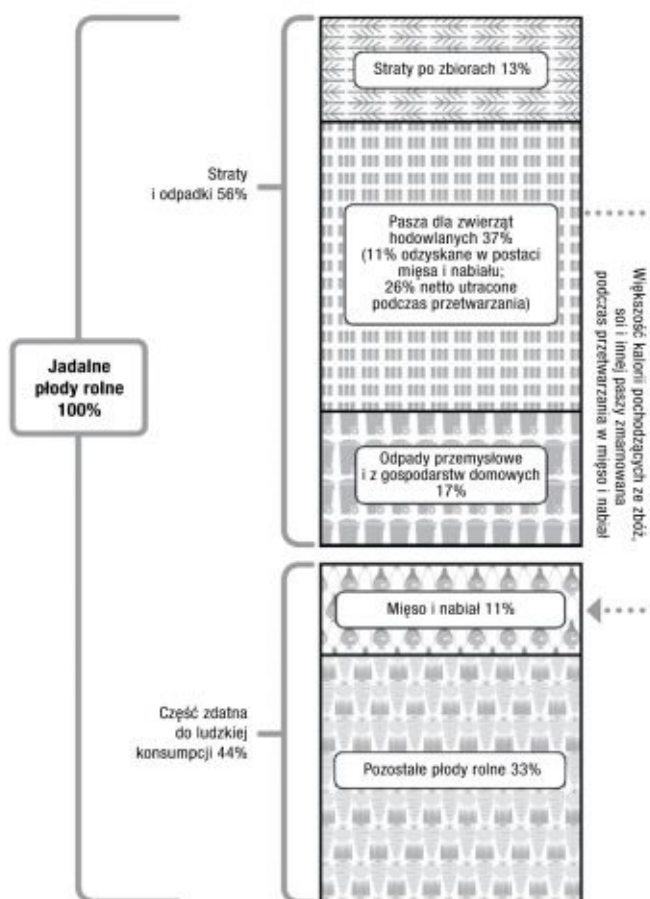 Straty po zbiorach 13%
Straty
i odpadki 56%
Pasza dla zwierząt
hodowlanych 37%
(11% odzyskane w postaci
mięsa i nabiału;
26% netto utracone
podczas przetwarzania)
Większość kalorii pochodzących ze zbóż,
soi i innej paszy zmarnowana
podczas przetwarzania w mięso i nabiał
Jadalne
płody rolne
100%
Odpady przemysłowe
i z gospodarstw domowych
17%
Mięso i nabiał 11%
Część zdatna
do ludzkiej
konsumpcji 44%
Pozostałe płody rolne 33%